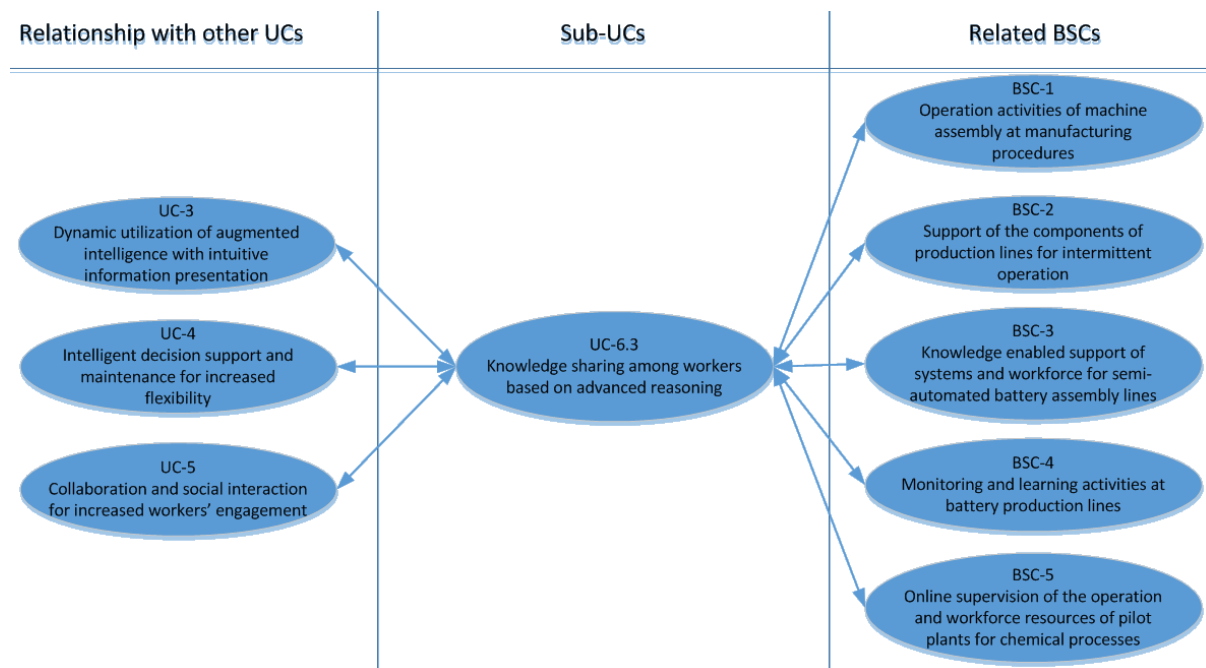 Relationship with other UCs
Sub-UCs
Related BSCs
UC-3
Dynamic utilization of augmented
intelligence with intuitive
information presentation
UC-4
Intelligent decision support and
maintenance for increased
flexibility
UC-5
Collaboration and social interaction
for increased workers’ engagement
UC-6.3
Knowledge sharing among workers
based on advanced reasoning
BSC-1
Operation activities of machine
assembly at manufacturing
procedures
BSC-2
Support of the components of
production lines for intermittent
operation
BSC-3
Knowledge enabled support of
systems and workforce for semi-
automated battery assembly lines
BSC-4
Monitoring and learning activities at
battery production lines
BSC-5
Online supervision of the operation
and workforce resources of pilot
plants for chemical processes